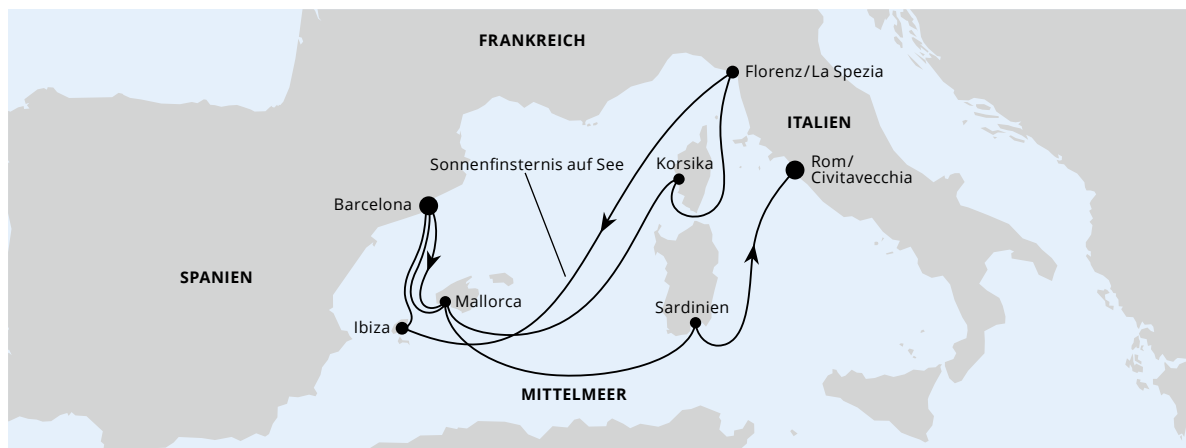 FRANKREICH
Florenz/La Spezia
ITALIEN
Sonnenfinsternis auf See
Korsika
Rom/
Civitavecchia
Barcelona
SPANIEN
Mallorca
Sardinien
Ibiza
MITTELMEER